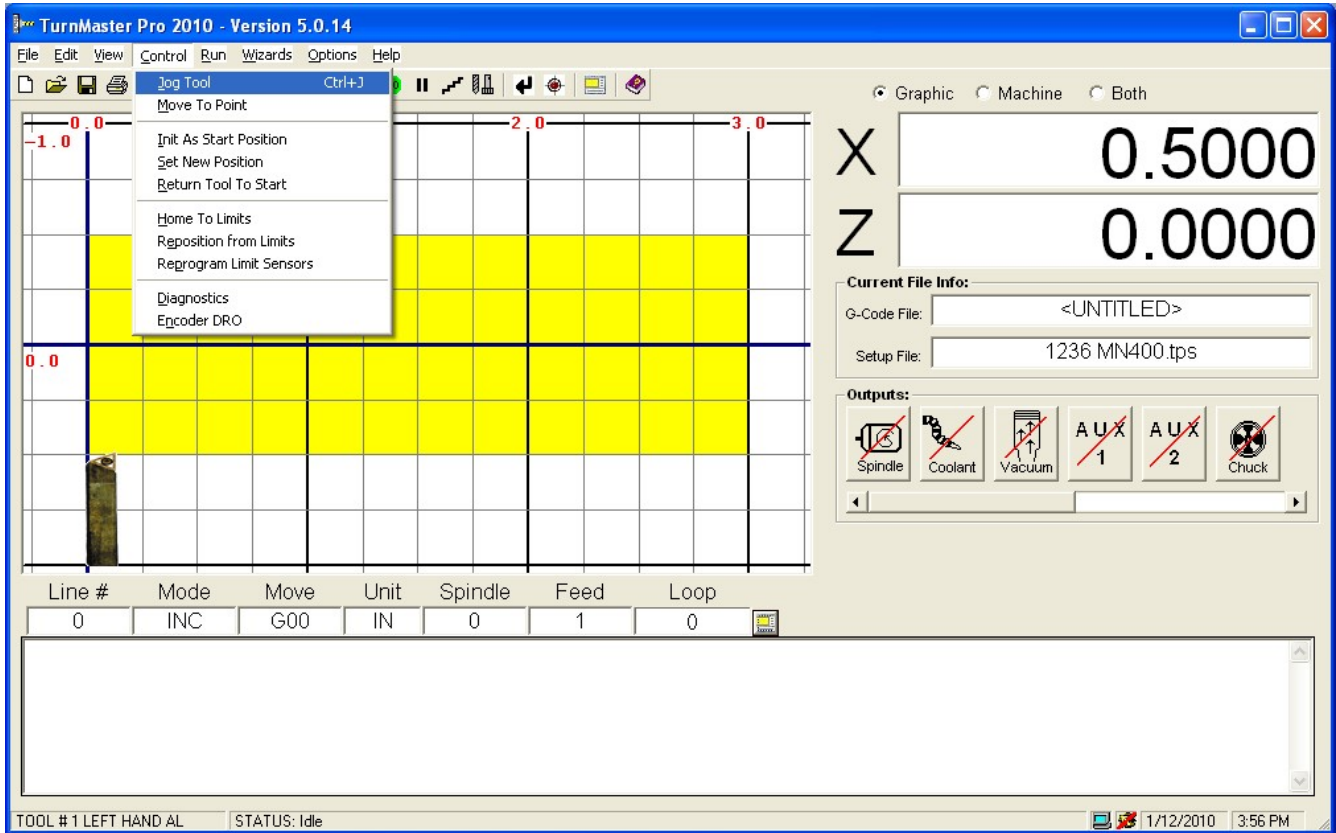 TurnMaster Pro 2010 - Version 5.0.14
File Edit View Control Run Wizards Options Help
Jog Tool Ctrl+J
Move To Point
Init As Start Position
Set New Position
Return Tool To Start
Home To Limits
Reposition from Limits
Reprogram Limit Sensors
Diagnostics
Encoder DRO
0.0 2.0 3.0
-1.0
0.0
Graphic Machine Both
X 0.5000
Z 0.0000
Current File Info:
G-Code File: <UNTITLED>
Setup File: 1236 MN400.tps
Outputs:
Spindle Coolant Vacuum AUX 1 AUX 2 Chuck
Line # Mode Move Unit Spindle Feed Loop
0 INC G00 IN 0 1 0
TOOL # 1 LEFT HAND AL STATUS: Idle 1/12/2010 3:56 PM